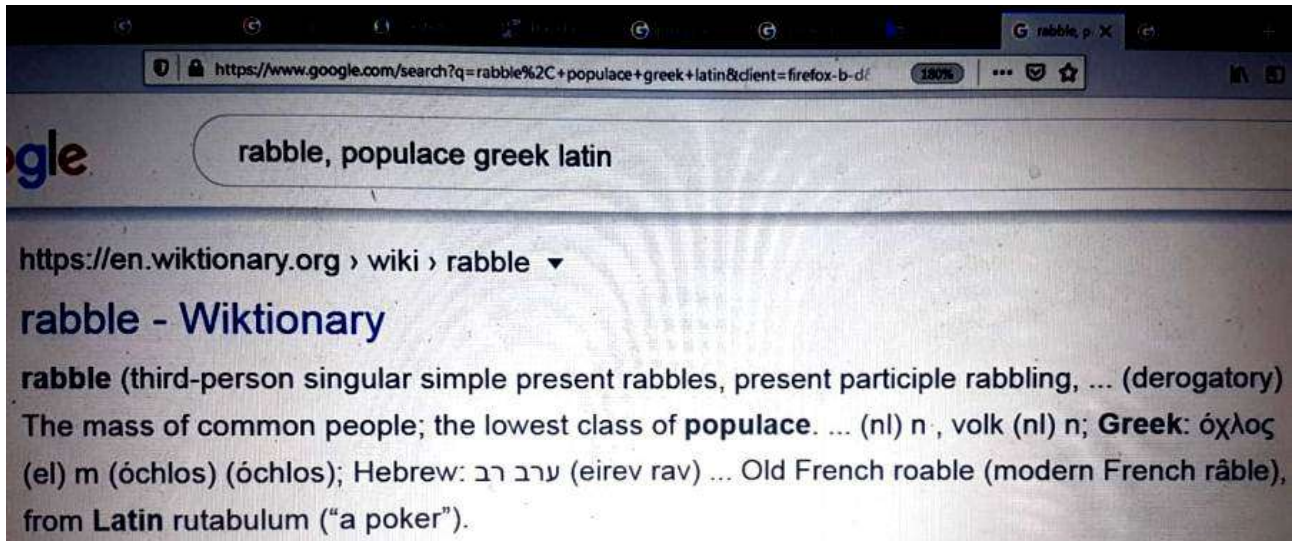 G rabble, p
https://www.google.com/search?q=rabble%2C+populace+greek+latin&client=firefox-b-d 180%
gle
rabble, populace greek latin
https://en.wiktionary.org › wiki › rabble
rabble - Wiktionary
rabble (third-person singular simple present rabbles, present participle rabbling, ... (derogatory)
The mass of common people; the lowest class of populace. ... (nl) n , volk (nl) n; Greek: όχλος
(el) m (óchlos) (óchlos); Hebrew: ערב רב (eirev rav) ... Old French roable (modern French râble),
from Latin rutabulum (“a poker”).